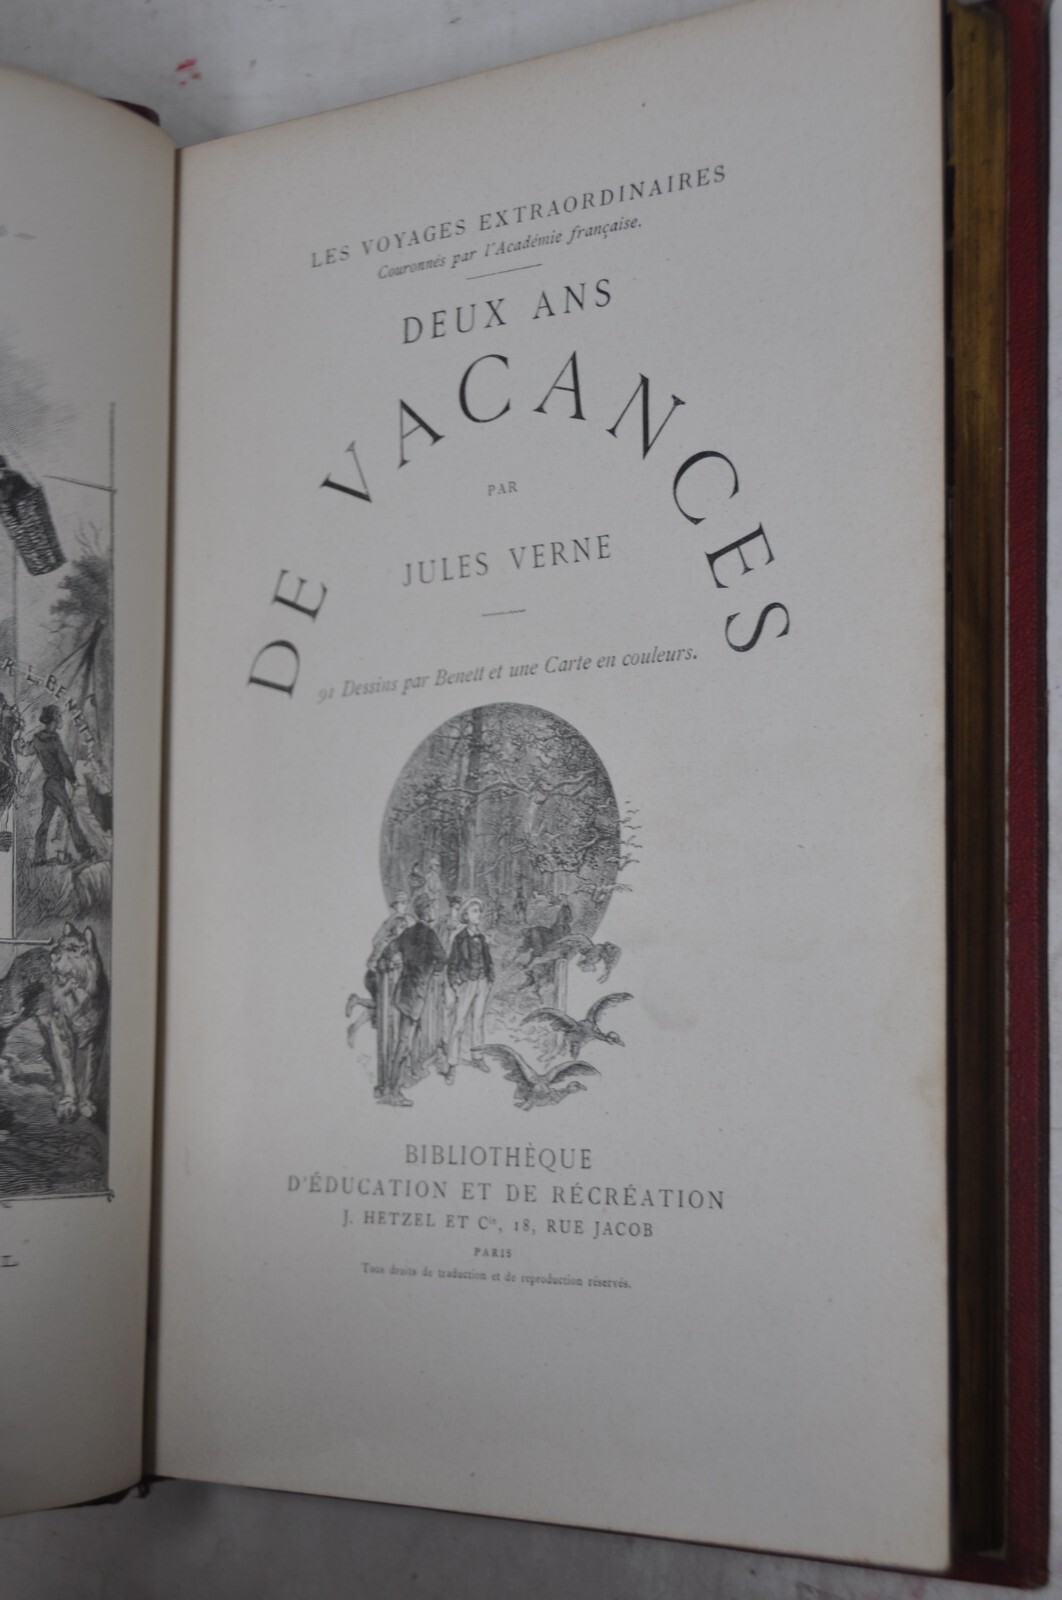 LES VOYAGES EXTRAORDINAIRES
Couronnés par l'Académie française.
DEUX ANS
DE VACANCES
PAR
JULES VERNE
91 Dessins par Benett et une Carte en couleurs.
BIBLIOTHÈQUE
D'ÉDUCATION ET DE RÉCRÉATION
J. HETZEL ET Cie, 18, RUE JACOB
PARIS
Tous droits de traduction et de reproduction réservés.
L. BENETT
L